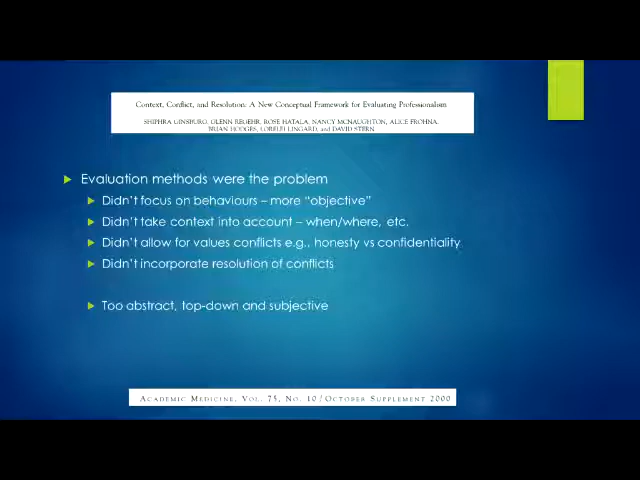 Context, Conflict, and Resolution: A New Conceptual Framework for Evaluating Professionalism
SHIPHRA GINSBURG, GLENN REGEHR, ROSE HATALA, NANCY MCNAUGHTON, ALICE FROHNA,
BRIAN HODGES, LORELEI LINGARD, and DAVID STERN
Evaluation methods were the problem
Didn't focus on behaviours – more “objective”
Didn't take context into account – when/where, etc.
Didn't allow for values conflicts e.g., honesty vs confidentiality
Didn't incorporate resolution of conflicts
Too abstract, top-down and subjective
ACADEMIC MEDICINE, VOL. 75, NO. 10/OCTOBER SUPPLEMENT 2000